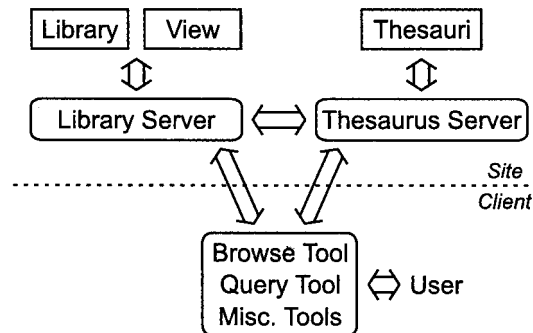 Library View Thesauri
Library Server Thesaurus Server
Site
Client
Browse Tool
Query Tool
Misc. Tools
User